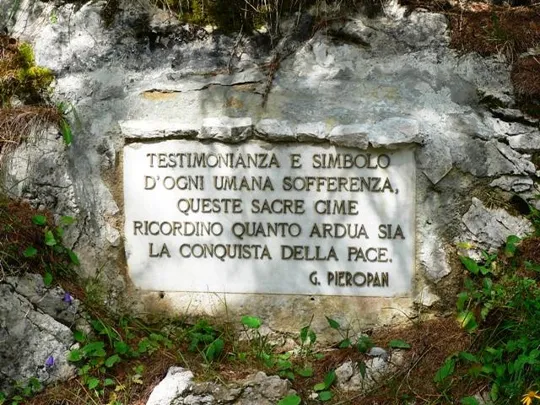 TESTIMONIANZA E SIMBOLO
D'OGNI UMANA SOFFERENZA,
QUESTE SACRE CIME
RICORDINO QUANTO ARDUA SIA
LA CONQUISTA DELLA PACE.
G. PIEROPAN